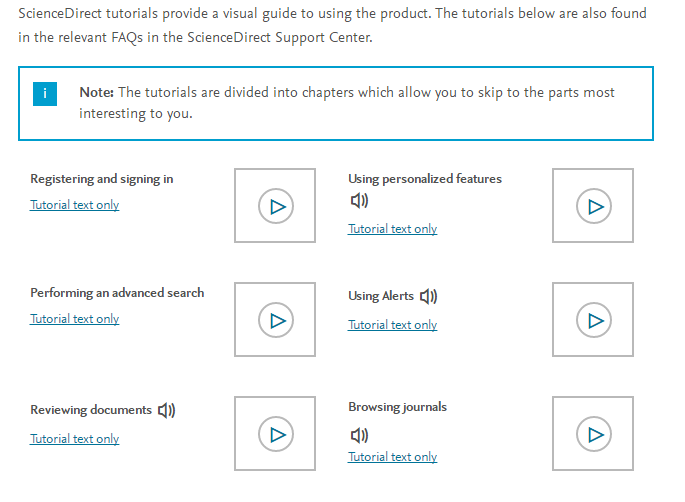 ScienceDirect tutorials provide a visual guide to using the product. The tutorials below are also found
in the relevant FAQs in the ScienceDirect Support Center.
i
Note: The tutorials are divided into chapters which allow you to skip to the parts most
interesting to you.
Registering and signing in
Tutorial text only
Using personalized features
Tutorial text only
Performing an advanced search
Tutorial text only
Using Alerts
Tutorial text only
Reviewing documents
Tutorial text only
Browsing journals
Tutorial text only